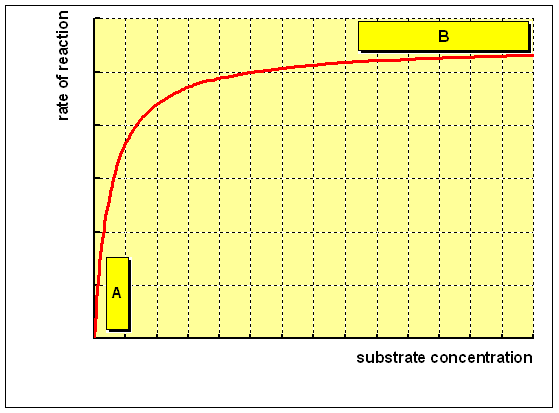 rate of reaction
B
A
substrate concentration